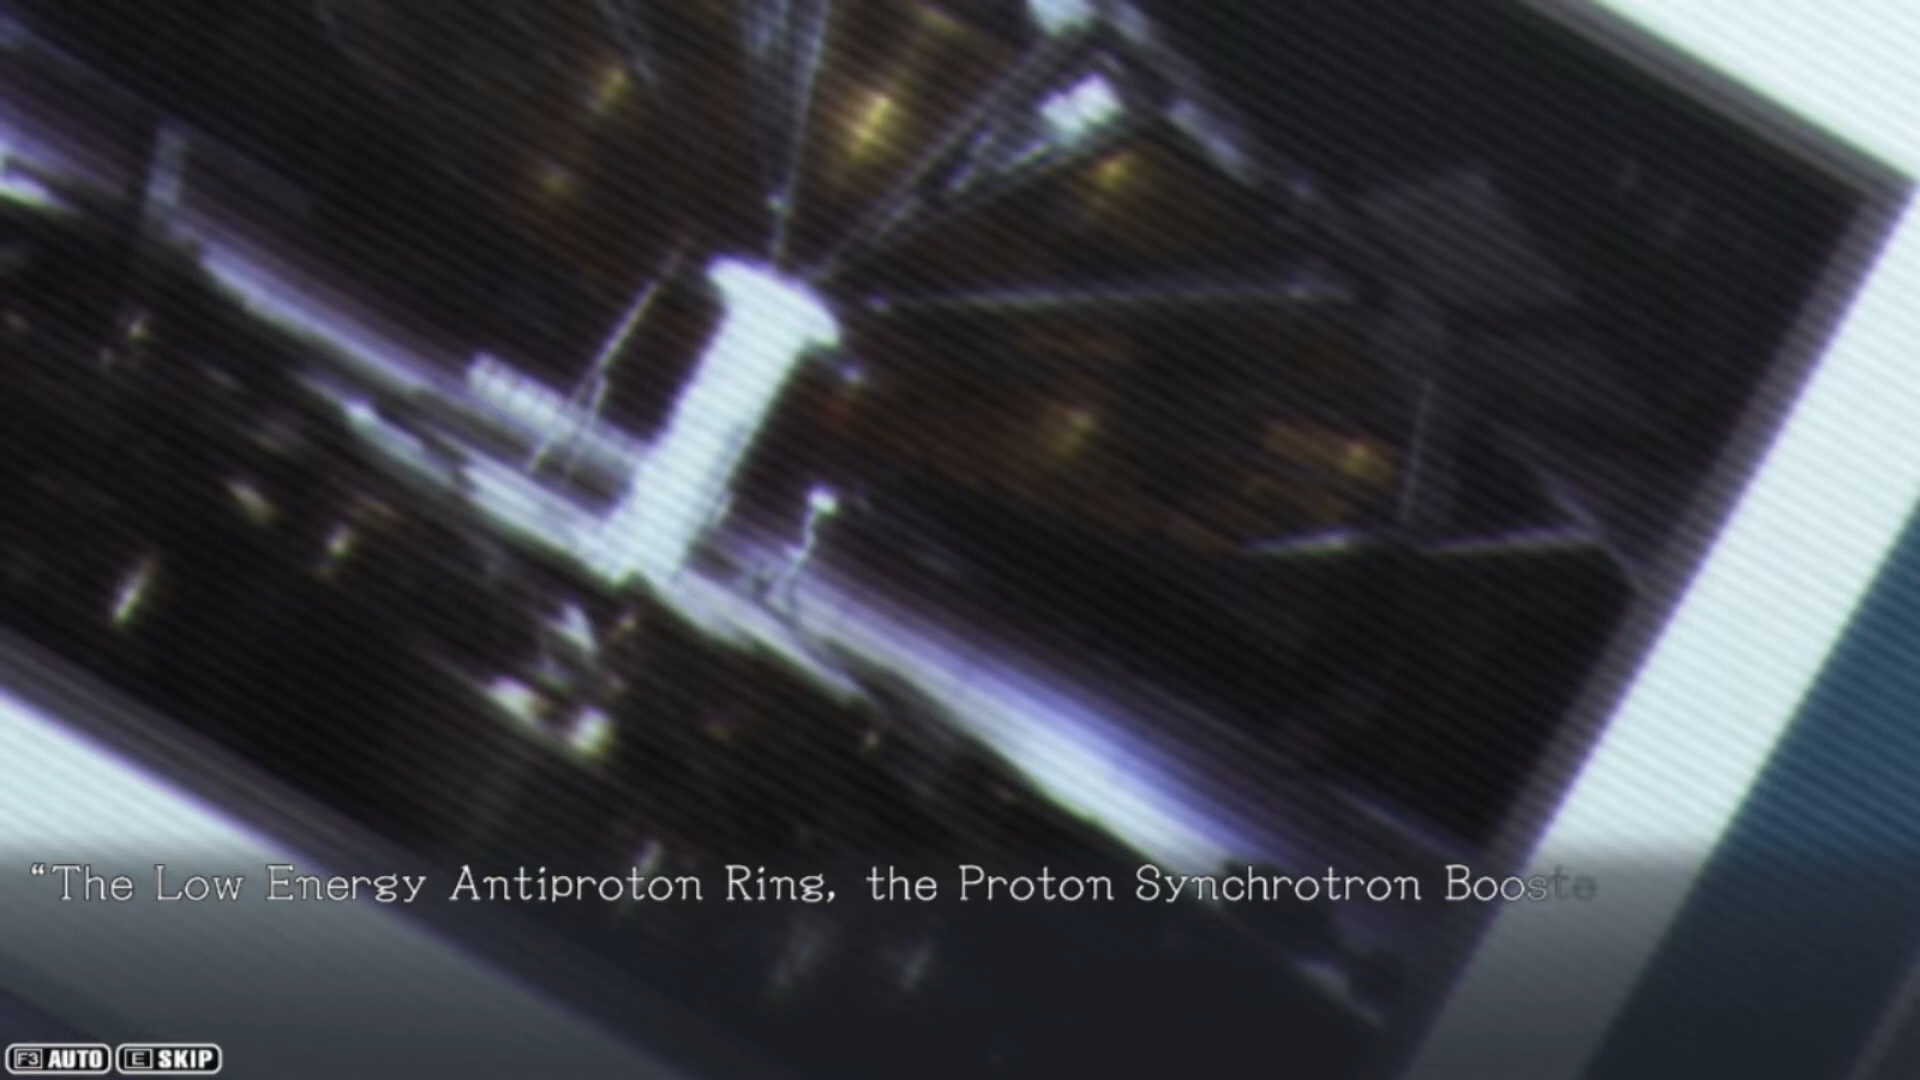 “The Low Energy Antiproton Ring, the Proton Synchrotron Booste
F3 AUTO E SKIP